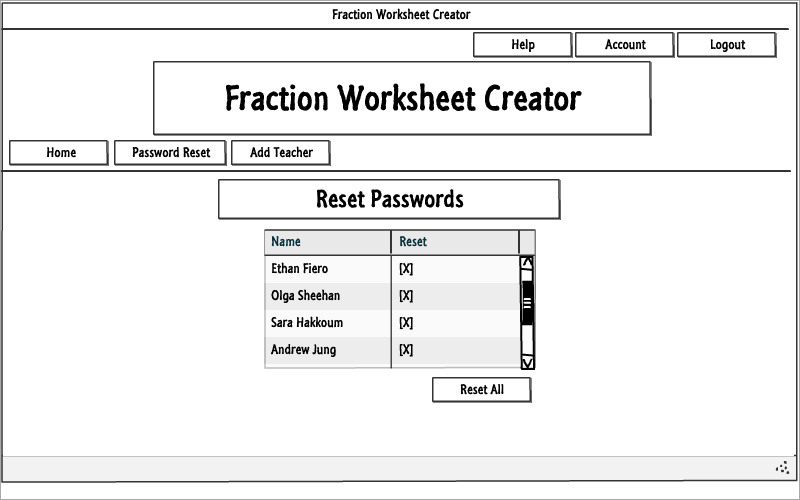 Fraction Worksheet Creator
Help Account Logout
Fraction Worksheet Creator
Home Password Reset Add Teacher
Reset Passwords
Name Reset
Ethan Fiero [X]
Olga Sheehan [X]
Sara Hakkoum [X]
Andrew Jung [X]
Reset All